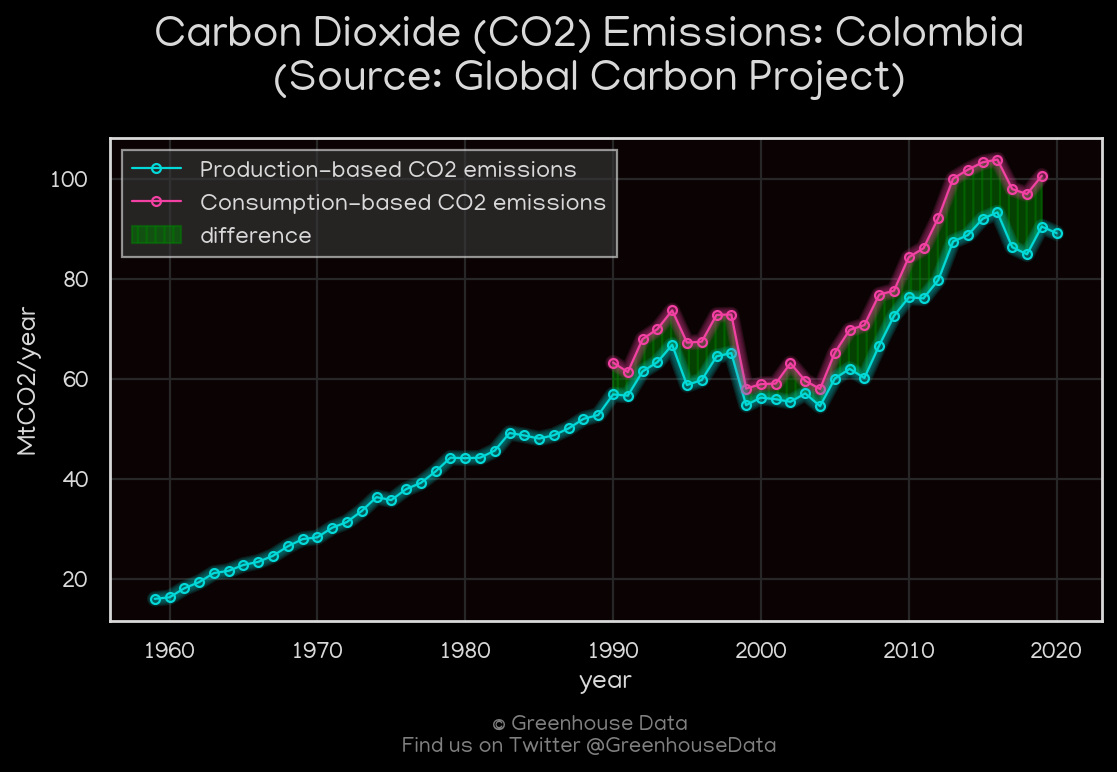 Carbon Dioxide (CO2) Emissions: Colombia
(Source: Global Carbon Project)
Production-based CO2 emissions
Consumption-based CO2 emissions
difference
100
80
60
40
20
MtCO2/year
1960 1970 1980 1990 2000 2010 2020
year
© Greenhouse Data
Find us on Twitter @GreenhouseData